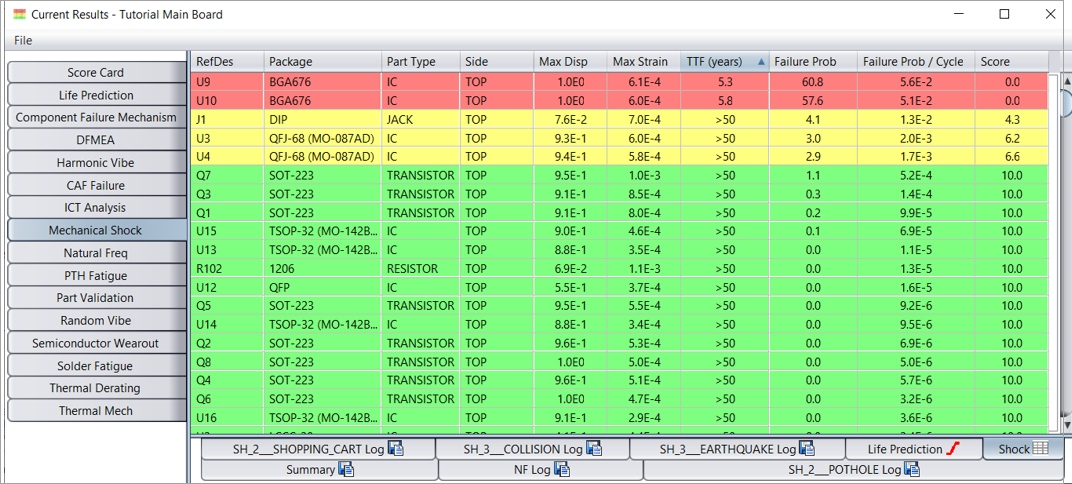 Current Results - Tutorial Main Board
File
Score Card
Life Prediction
Component Failure Mechanism
DFMEA
Harmonic Vibe
CAF Failure
ICT Analysis
Mechanical Shock
Natural Freq
PTH Fatigue
Part Validation
Random Vibe
Semiconductor Wearout
Solder Fatigue
Thermal Derating
Thermal Mech
RefDes Package Part Type Side Max Disp Max Strain TTF (years) Failure Prob Failure Prob / Cycle Score
U9 BGA676 IC TOP 1.0E0 6.1E-4 5.3 60.8 5.6E-2 0.0
U10 BGA676 IC TOP 1.0E0 6.0E-4 5.8 57.6 5.1E-2 0.0
J1 DIP JACK TOP 7.6E-2 7.0E-4 >50 4.1 1.3E-2 4.3
U3 QFJ-68 (MO-087AD) IC TOP 9.3E-1 6.0E-4 >50 3.0 2.0E-3 6.2
U4 QFJ-68 (MO-087AD) IC TOP 9.4E-1 5.8E-4 >50 2.9 1.7E-3 6.6
Q7 SOT-223 TRANSISTOR TOP 9.5E-1 1.0E-3 >50 1.1 5.2E-4 10.0
Q3 SOT-223 TRANSISTOR TOP 9.1E-1 8.5E-4 >50 0.3 1.4E-4 10.0
Q1 SOT-223 TRANSISTOR TOP 9.1E-1 8.0E-4 >50 0.2 9.9E-5 10.0
U15 TSOP-32 (MO-142B... IC TOP 9.0E-1 4.6E-4 >50 0.1 6.9E-5 10.0
U13 TSOP-32 (MO-142B... IC TOP 8.8E-1 3.5E-4 >50 0.0 1.1E-5 10.0
R102 1206 RESISTOR TOP 6.9E-2 1.1E-3 >50 0.0 1.3E-5 10.0
U12 QFP IC TOP 5.5E-1 3.7E-4 >50 0.0 1.6E-5 10.0
Q5 SOT-223 TRANSISTOR TOP 9.5E-1 5.5E-4 >50 0.0 9.2E-6 10.0
U14 TSOP-32 (MO-142B... IC TOP 8.8E-1 3.4E-4 >50 0.0 9.5E-6 10.0
Q2 SOT-223 TRANSISTOR TOP 9.6E-1 5.3E-4 >50 0.0 6.9E-6 10.0
Q8 SOT-223 TRANSISTOR TOP 1.0E0 5.0E-4 >50 0.0 5.0E-6 10.0
Q4 SOT-223 TRANSISTOR TOP 9.6E-1 5.1E-4 >50 0.0 5.7E-6 10.0
Q6 SOT-223 TRANSISTOR TOP 1.0E0 4.7E-4 >50 0.0 3.2E-6 10.0
U16 TSOP-32 (MO-142B... IC TOP 9.1E-1 2.9E-4 >50 0.0 3.6E-6 10.0
SH_2___SHOPPING_CART Log SH_3___COLLISION Log SH_3___EARTHQUAKE Log Life Prediction Shock
Summary NF Log SH_2___POTHOLE Log